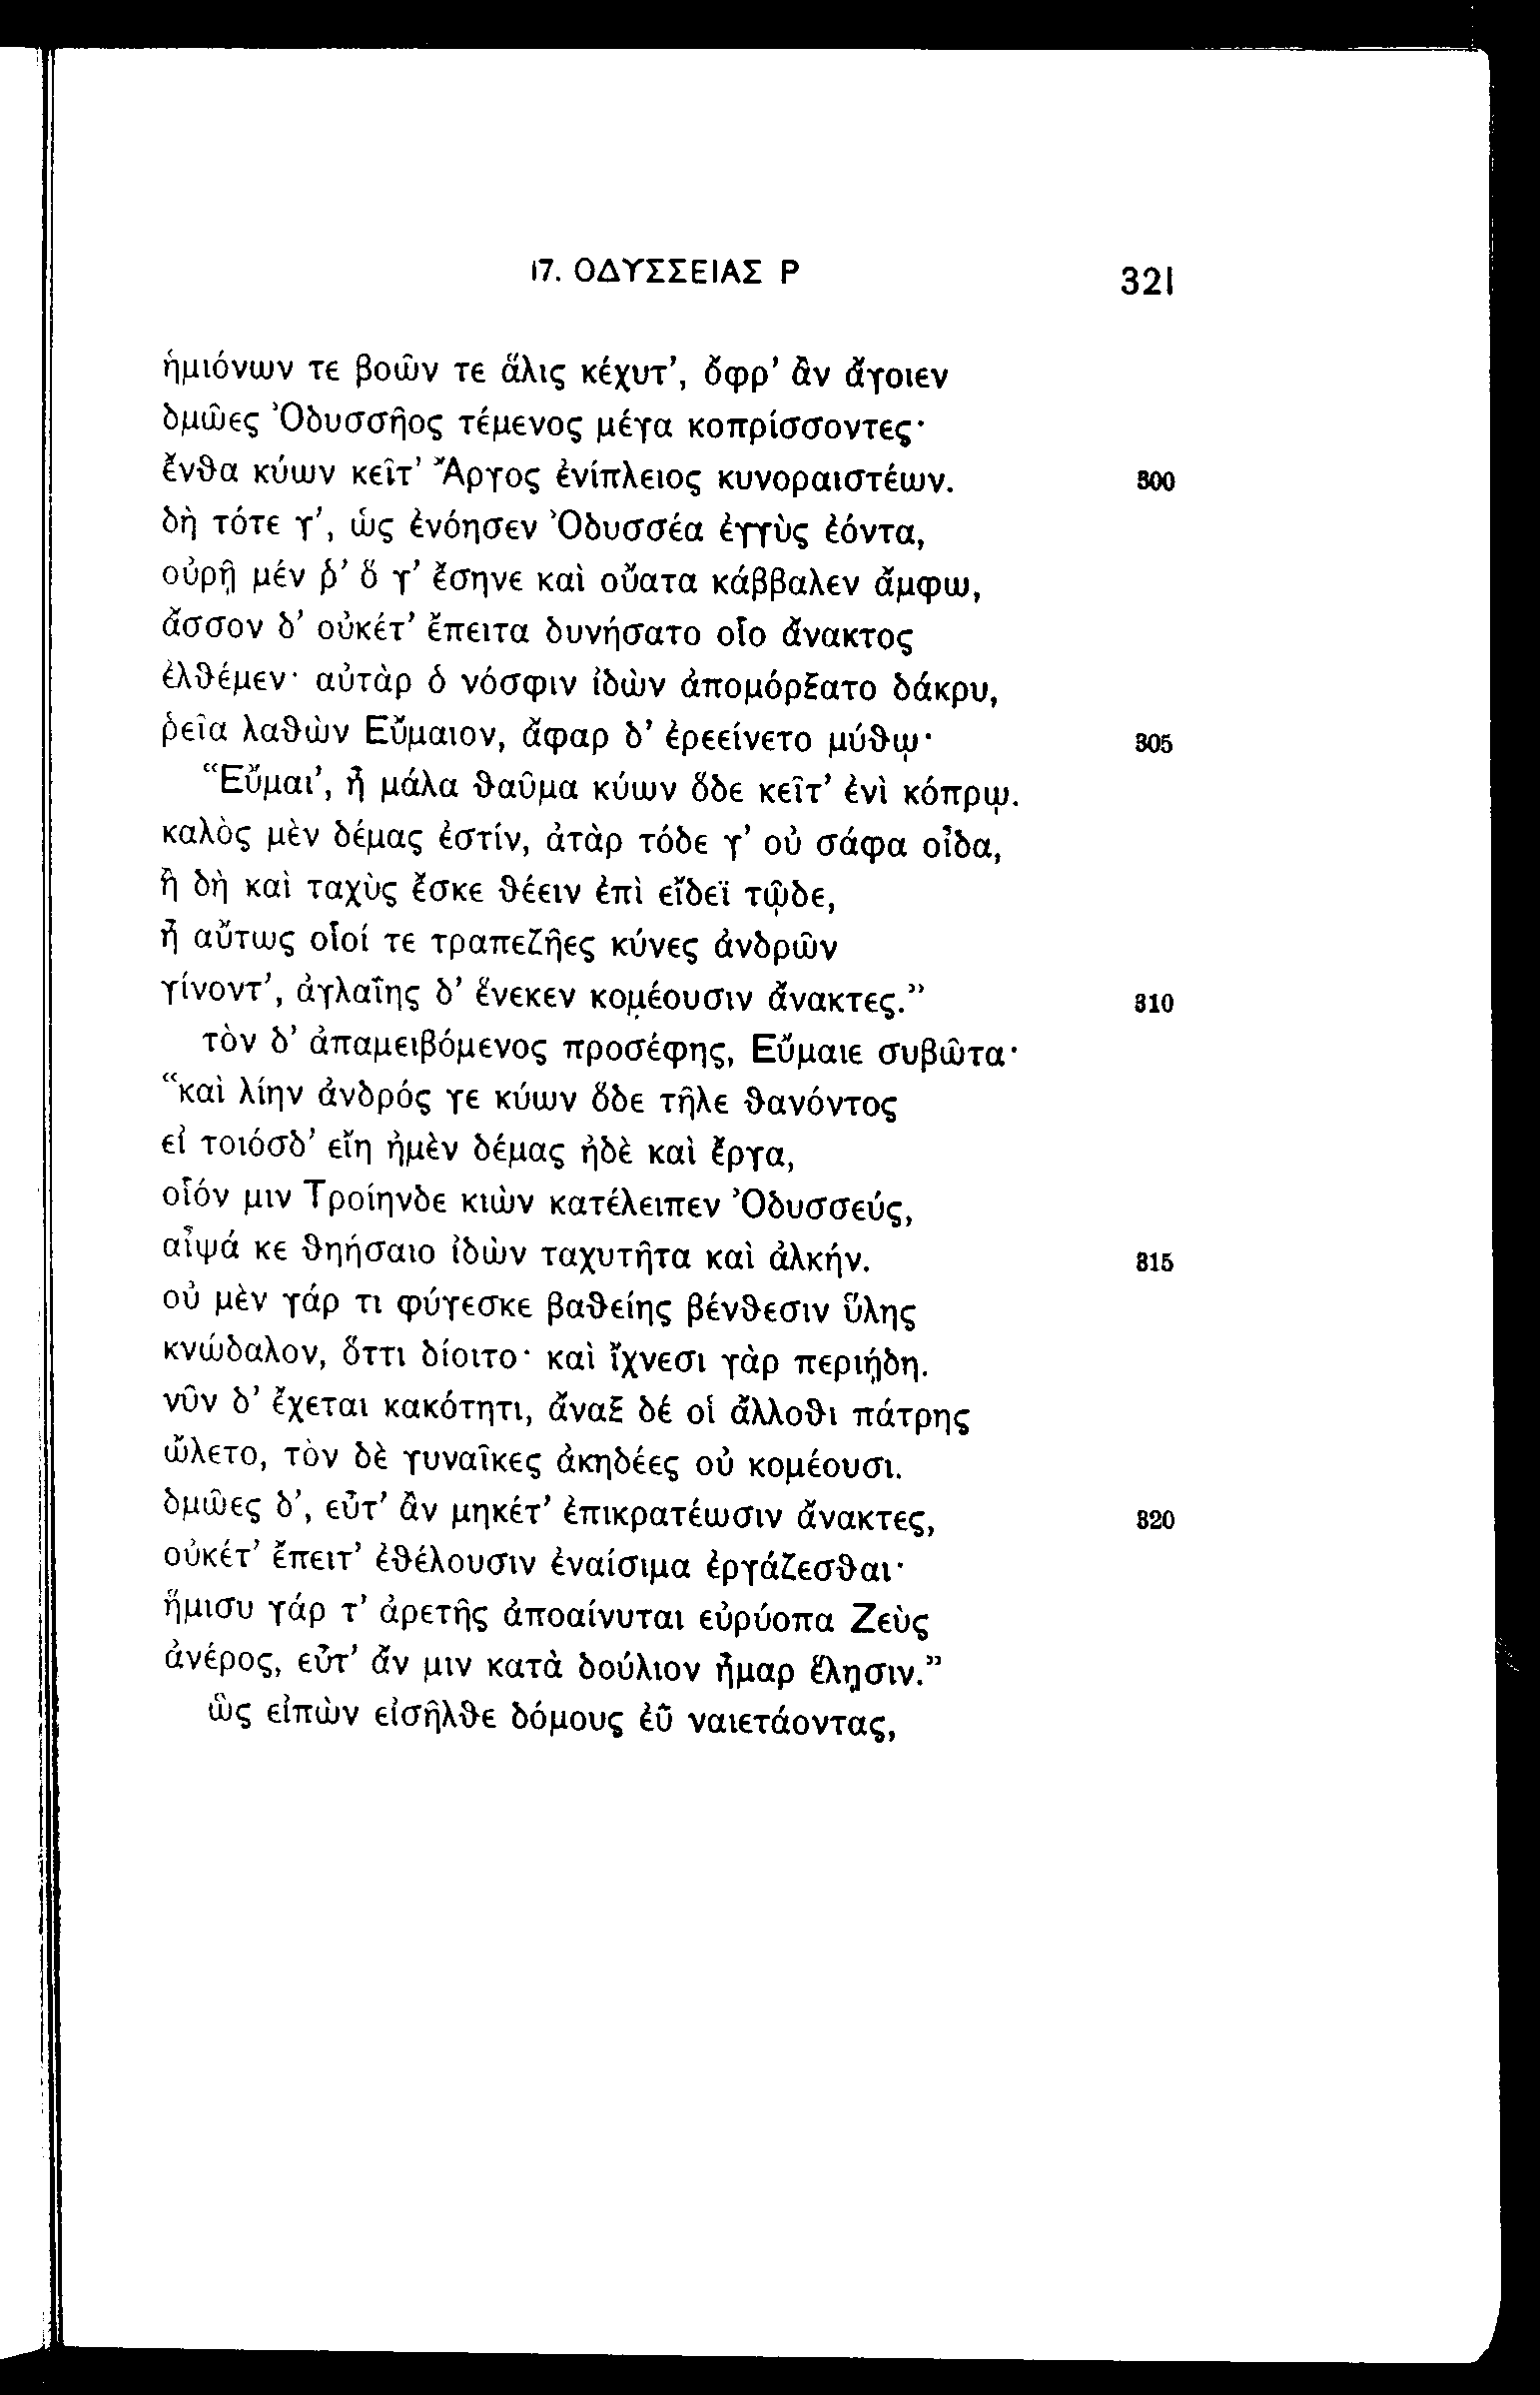 17. ΟΔΥΣΣΕΙΑΣ Ρ
321
ἡμιόνων τε βοῶν τε ἅλις κέχυτ’, ὄφρ’ ἂν ἄγοιεν
δμῶες Ὀδυσσῆος τέμενος μέγα κοπρίσσοντες·
ἔνθα κύων κεῖτ’ Ἄργος ἐνίπλειος κυνοραιστέων. 300
δὴ τότε γ’, ὡς ἐνόησεν Ὀδυσσέα ἐγγὺς ἐόντα,
οὐρῇ μέν ῥ’ ὅ γ’ ἔσηνε καὶ οὔατα κάββαλεν ἄμφω,
ἄσσον δ’ οὐκέτ’ ἔπειτα δυνήσατο οἷο ἄνακτος
ἐλθέμεν· αὐτὰρ ὁ νόσφιν ἰδὼν ἀπομόρξατο δάκρυ,
ῥεῖα λαθὼν Εὔμαιον, ἄφαρ δ’ ἐρεείνετο μύθῳ· 305
“Εὔμαι’, ἦ μάλα θαῦμα κύων ὅδε κεῖτ’ ἐνὶ κόπρῳ.
καλὸς μὲν δέμας ἐστίν, ἀτὰρ τόδε γ’ οὐ σάφα οἶδα,
ἢ δὴ καὶ ταχὺς ἔσκε θέειν ἐπὶ εἴδεϊ τῷδε,
ἦ αὔτως οἷοί τε τραπεζῆες κύνες ἀνδρῶν
γίνοντ’, ἀγλαΐης δ’ ἕνεκεν κομέουσιν ἄνακτες.” 310
τὸν δ’ ἀπαμειβόμενος προσέφης, Εὔμαιε συβῶτα·
“καὶ λίην ἀνδρός γε κύων ὅδε τῆλε θανόντος
εἰ τοιόσδ’ εἴη ἠμὲν δέμας ἠδὲ καὶ ἔργα,
οἷόν μιν Τροίηνδε κιὼν κατέλειπεν Ὀδυσσεύς,
αἶψά κε θηήσαιο ἰδὼν ταχυτῆτα καὶ ἀλκήν. 315
οὐ μὲν γάρ τι φύγεσκε βαθείης βένθεσιν ὕλης
κνώδαλον, ὅττι δίοιτο· καὶ ἴχνεσι γὰρ περιῄδη.
νῦν δ’ ἔχεται κακότητι, ἄναξ δέ οἱ ἄλλοθι πάτρης
ὤλετο, τὸν δὲ γυναῖκες ἀκηδέες οὐ κομέουσι.
δμῶες δ’, εὖτ’ ἂν μηκέτ’ ἐπικρατέωσιν ἄνακτες, 320
οὐκέτ’ ἔπειτ’ ἐθέλουσιν ἐναίσιμα ἐργάζεσθαι·
ἥμισυ γάρ τ’ ἀρετῆς ἀποαίνυται εὐρύοπα Ζεὺς
ἀνέρος, εὖτ’ ἄν μιν κατὰ δούλιον ἦμαρ ἕλῃσιν.”
ὣς εἰπὼν εἰσῆλθε δόμους ἐῢ ναιετάοντας,